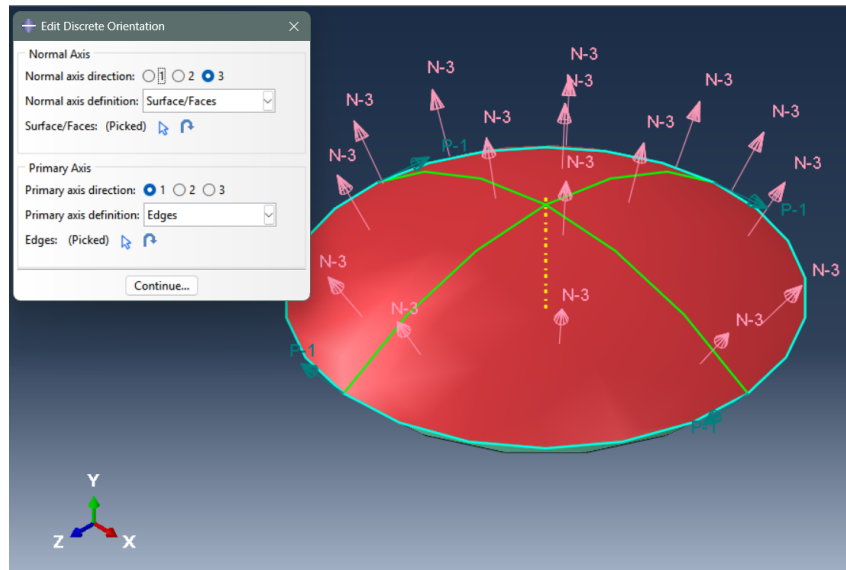 Edit Discrete Orientation
Normal Axis
Normal axis direction: 1 2 3
Normal axis definition: Surface/Faces
Surface/Faces: (Picked)
Primary Axis
Primary axis direction: 1 2 3
Primary axis definition: Edges
Edges: (Picked)
Continue...
N-3
N-3
N-3
N-3
N-3
N-3
N-3
P-1
N-3
N-3
N-3
N-3
P-1
N-3
N-3
N-3
N-3
N-3
P-1
P-1
Y
Z X